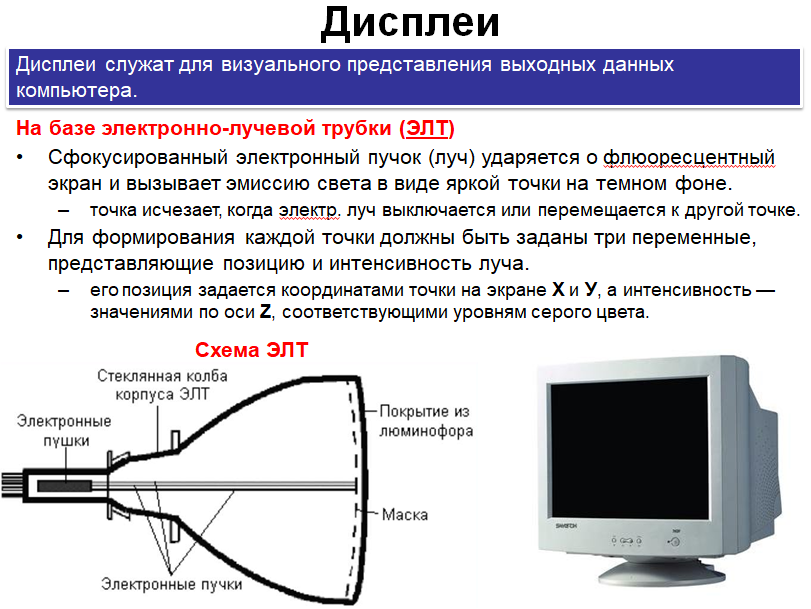 Дисплеи
Дисплеи служат для визуального представления выходных данных
компьютера.
На базе электронно-лучевой трубки (ЭЛТ)
• Сфокусированный электронный пучок (луч) ударяется о флюоресцентный
экран и вызывает эмиссию света в виде яркой точки на темном фоне.
– точка исчезает, когда электр. луч выключается или перемещается к другой точке.
• Для формирования каждой точки должны быть заданы три переменные,
представляющие позицию и интенсивность луча.
– его позиция задается координатами точки на экране X и У, а интенсивность —
значениями по оси Z, соответствующими уровням серого цвета.
Схема ЭЛТ
Стеклянная колба
корпуса ЭЛТ
Электронные
пушки
Покрытие из
люминофора
Маска
Электронные пучки